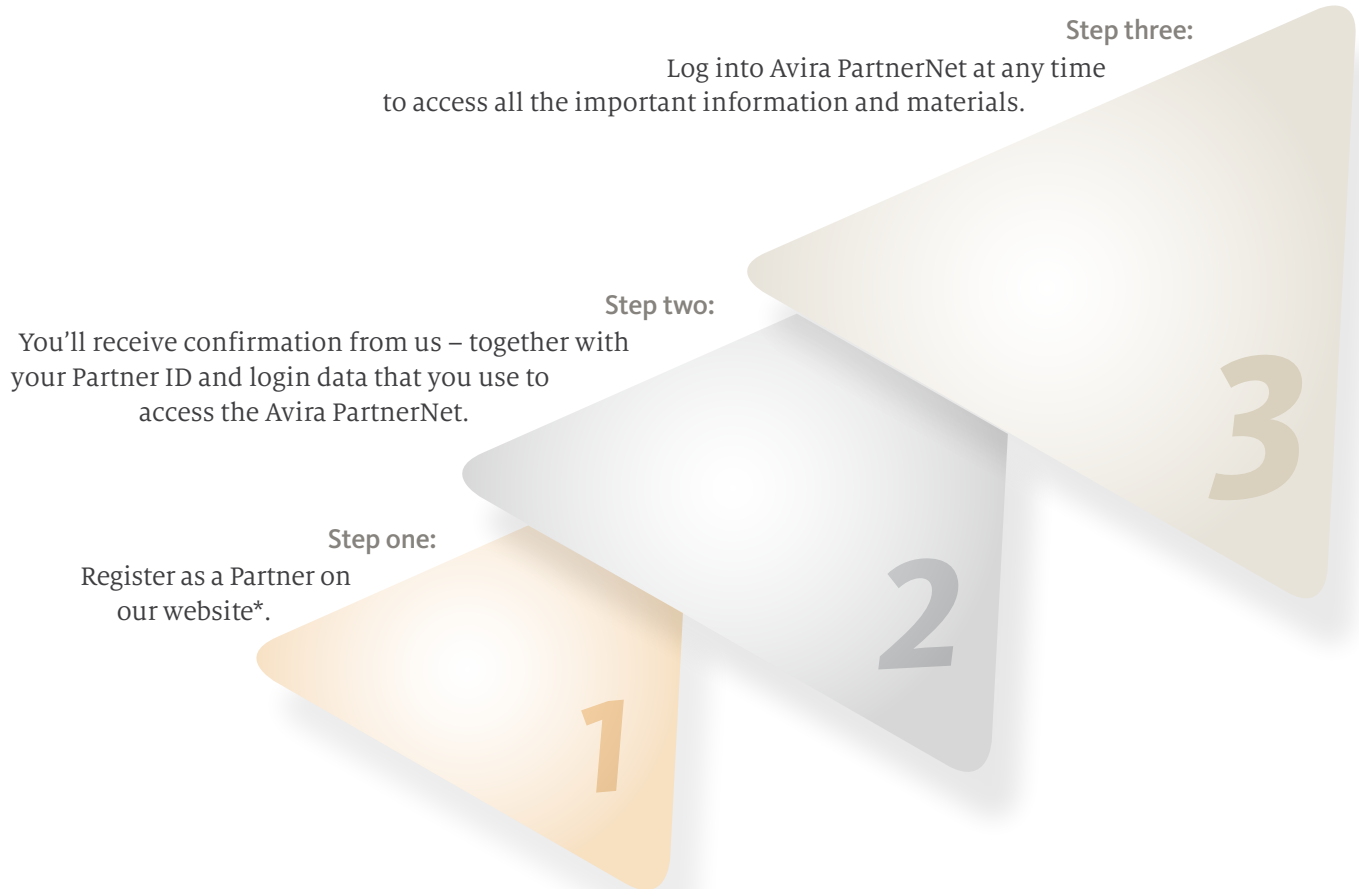 Step three:
Log into Avira PartnerNet at any time
to access all the important information and materials.
Step two:
You’ll receive confirmation from us – together with
your Partner ID and login data that you use to
access the Avira PartnerNet.
Step one:
Register as a Partner on
our website*.
3
2
1